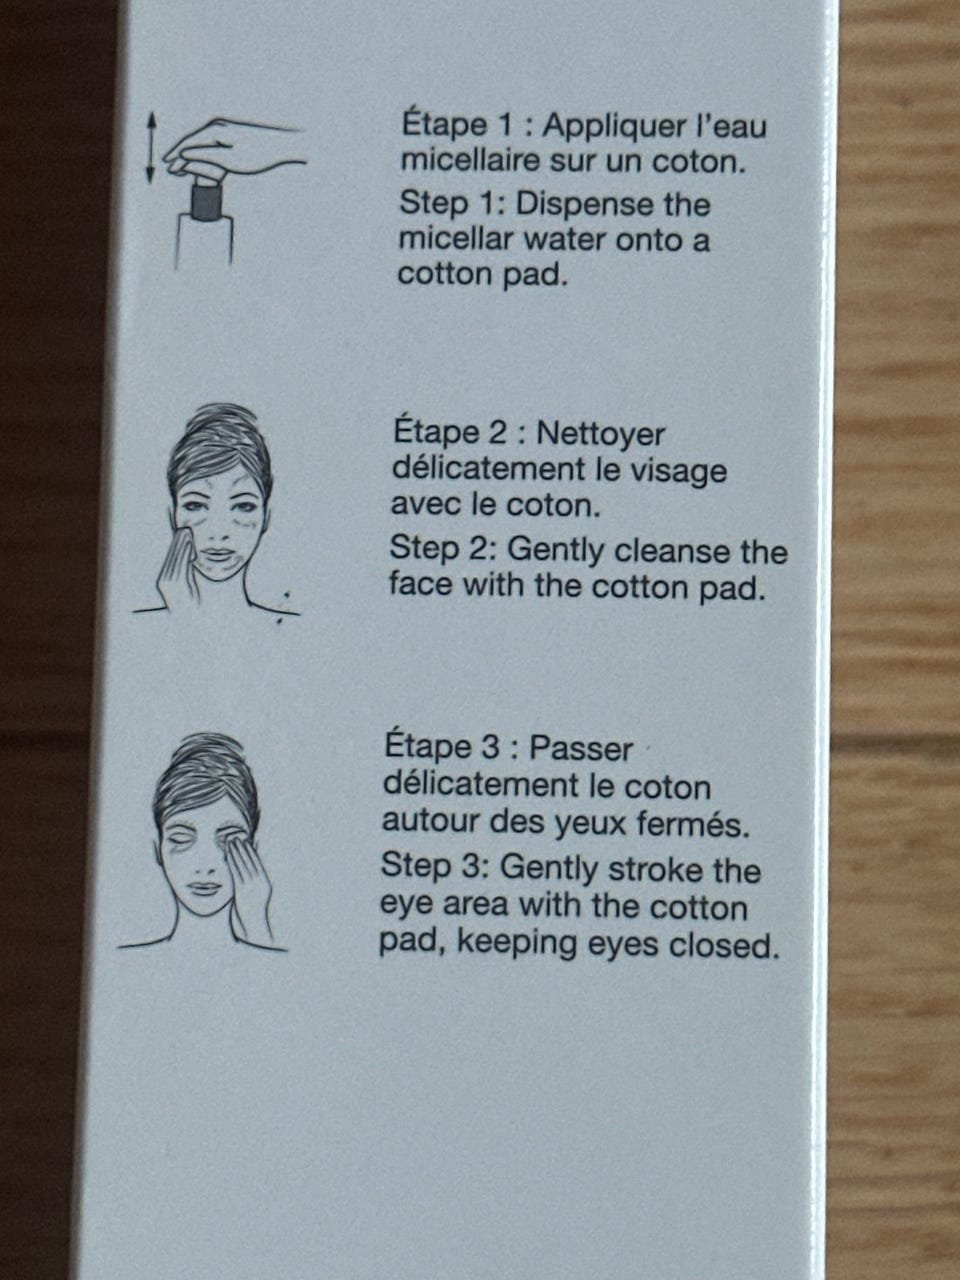 Étape 1 : Appliquer l'eau
micellaire sur un coton.
Step 1: Dispense the
micellar water onto a
cotton pad.
Étape 2 : Nettoyer
délicatement le visage
avec le coton.
Step 2: Gently cleanse the
face with the cotton pad.
Étape 3 : Passer
délicatement le coton
autour des yeux fermés.
Step 3: Gently stroke the
eye area with the cotton
pad, keeping eyes closed.